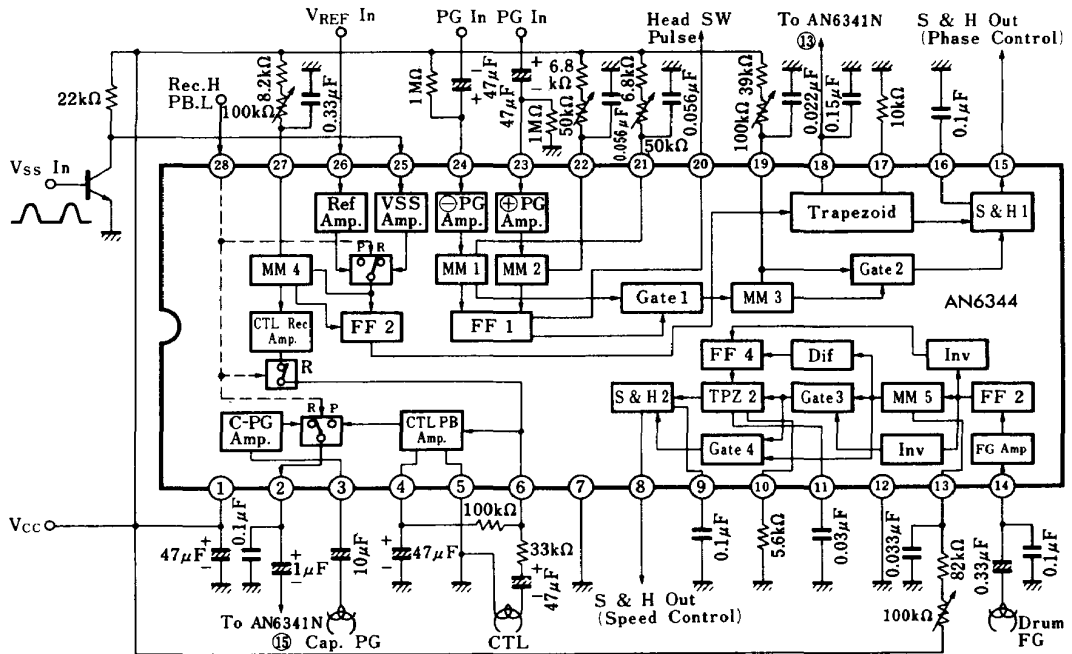 VREF In
PG In PG In
Head SW
Pulse
To AN6341N
⑬
S & H Out
(Phase Control)
22kΩ
Rec.H
PB.L
8.2kΩ
100kΩ
0.33μF
1MΩ
47μF
47μF
1MΩ
6.8
kΩ
50kΩ
0.056μF
6.8kΩ
50kΩ
0.056μF
39kΩ
100kΩ
0.022μF
0.15μF
10kΩ
0.1μF
VSS In
28
27
26
25
24
23
22
21
20
19
18
17
16
15
Ref
Amp.
VSS
Amp.
⊖PG
Amp.
⊕PG
Amp.
Trapezoid
S & H 1
P R
MM 4
MM 1
MM 2
Gate 1
MM 3
Gate 2
AN6344
CTL Rec
Amp.
FF 2
FF 1
R
FF 4
Dif
Inv
S & H 2
TPZ 2
Gate 3
MM 5
FF 2
C-PG
Amp.
R P
CTL PB
Amp.
Gate 4
Inv
FG Amp
1
2
3
4
5
6
7
8
9
10
11
12
13
14
VCC
47μF
+
−
0.1μF
1μF
+
−
10μF
47μF
+
−
100kΩ
33kΩ
47μF
+
−
0.1μF
5.6kΩ
0.03μF
0.033μF
82kΩ
100kΩ
0.33μF
0.1μF
To AN6341N
⑮
Cap. PG
CTL
S & H Out
(Speed Control)
Drum
FG